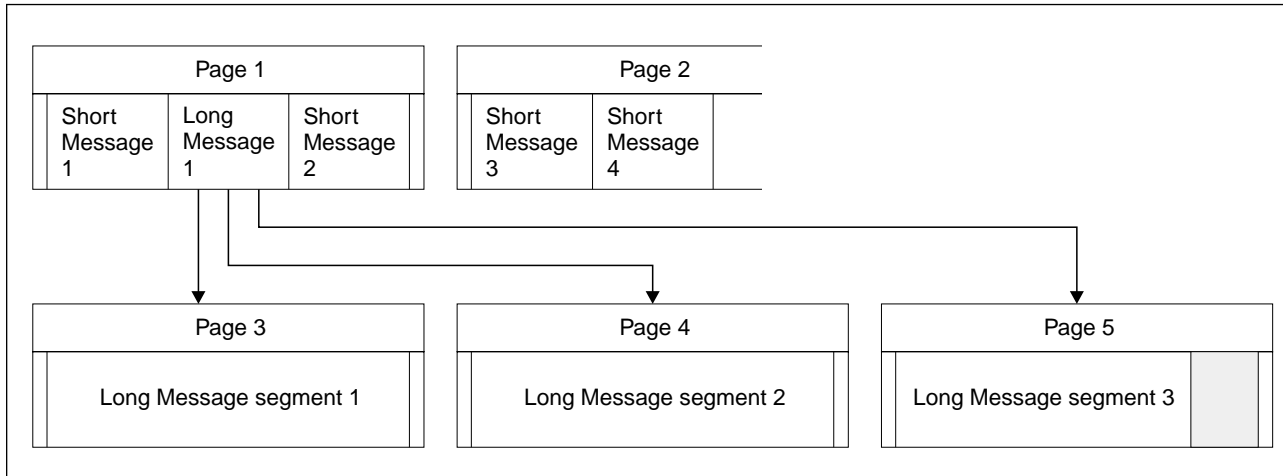 Page 1
Page 2
Short
Message
1
Long
Message
1
Short
Message
2
Short
Message
3
Short
Message
4
Page 3
Page 4
Page 5
Long Message segment 1
Long Message segment 2
Long Message segment 3